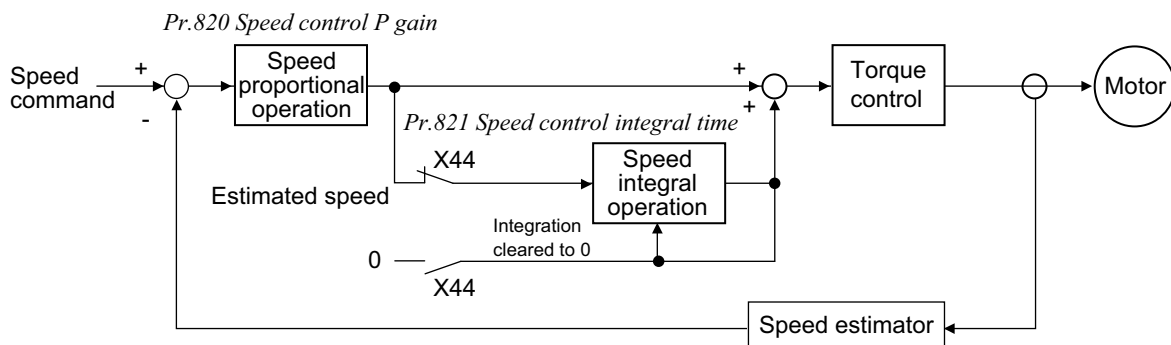 Pr.820 Speed control P gain
Speed
command
+
-
Speed
proportional
operation
+
+
Torque
control
Motor
Pr.821 Speed control integral time
X44
Estimated speed
Speed
integral
operation
Integration
cleared to 0
0
X44
Speed estimator